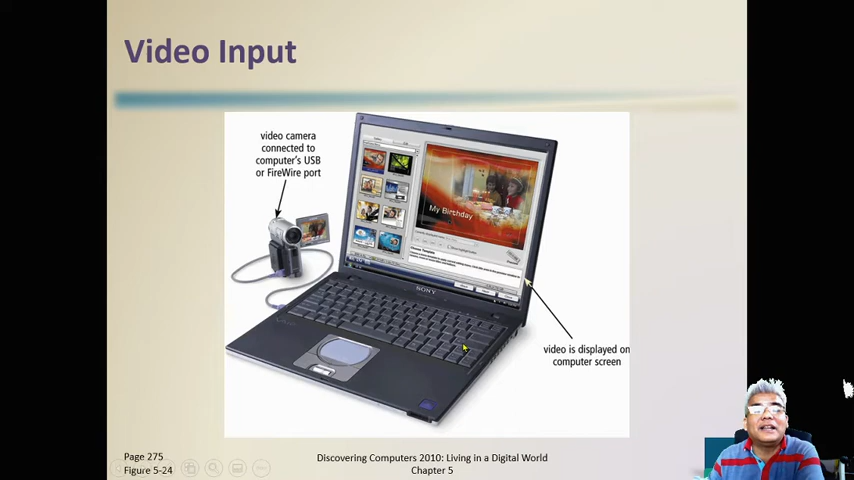 Video Input
video camera
connected to
computer's USB
or FireWire port
My Birthday
SONY
video is displayed on
computer screen
Page 275
Figure 5-24
Discovering Computers 2010: Living in a Digital World
Chapter 5